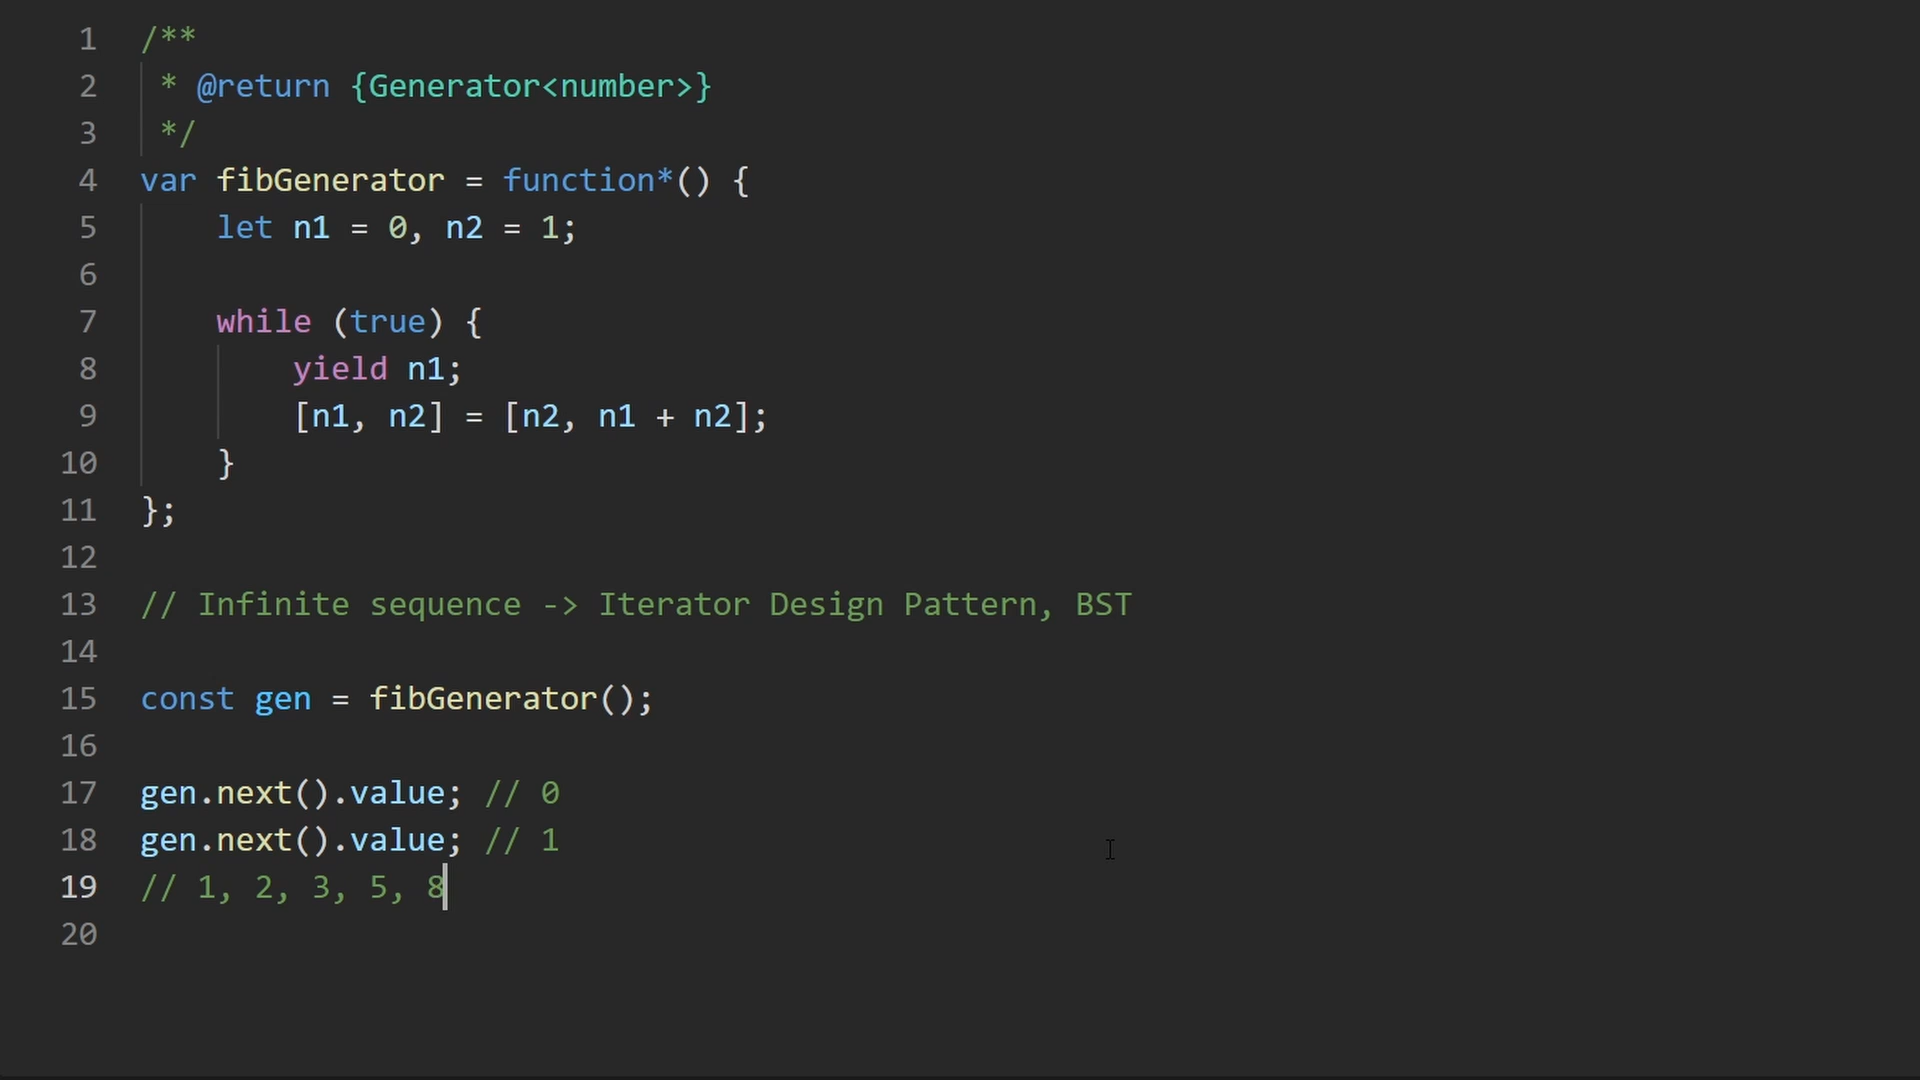 1 /**
2  * @return {Generator<number>}
3  */
4 var fibGenerator = function*() {
5     let n1 = 0, n2 = 1;
6
7     while (true) {
8         yield n1;
9         [n1, n2] = [n2, n1 + n2];
10     }
11 };
12
13 // Infinite sequence -> Iterator Design Pattern, BST
14
15 const gen = fibGenerator();
16
17 gen.next().value; // 0
18 gen.next().value; // 1
19 // 1, 2, 3, 5, 8
20